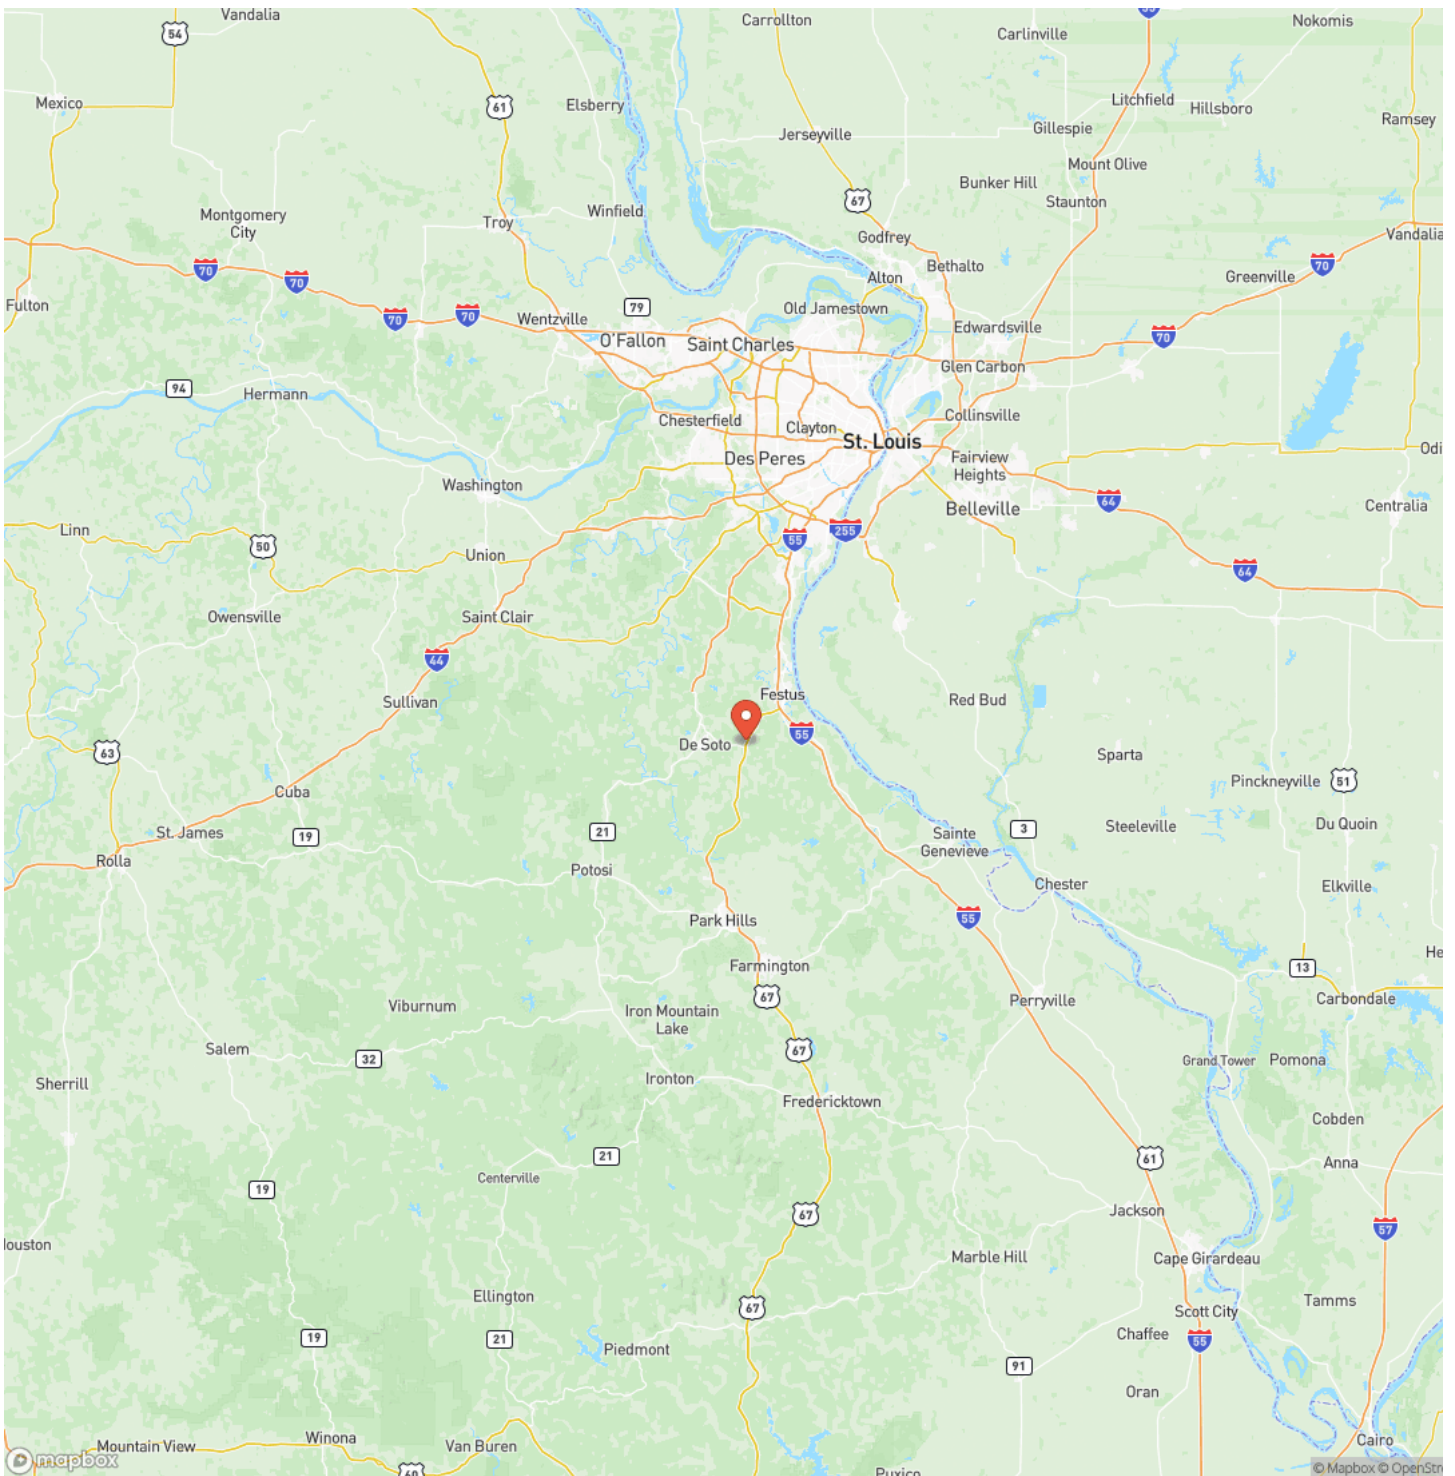 Vandalia
Carrollton
55
Nokomis
54
Carlinville
Mexico
61
Elsberry
Litchfield
Hillsboro
Ramsey
Jerseyville
Gillespie
Mount Olive
Bunker Hill
Staunton
67
Montgomery
City
Troy
Winfield
Godfrey
Vandalia
70
70
Alton
Bethalto
Greenville
70
Fulton
70
70
Wentzville
79
Old Jamestown
Edwardsville
70
O'Fallon
Saint Charles
Glen Carbon
94
Hermann
Chesterfield
Clayton
St. Louis
Collinsville
Des Peres
Fairview
Heights
Odi
Washington
Belleville
64
Centralia
Linn
50
Union
55
255
64
Owensville
Saint Clair
44
Sullivan
Festus
Red Bud
63
De Soto
55
Sparta
Pinckneyville
51
Cuba
St. James
19
21
Sainte
Genevieve
3
Steeleville
Du Quoin
Rolla
Potosi
Chester
Elkville
Park Hills
55
He
Farmington
13
Viburnum
67
Perryville
Carbondale
Iron Mountain
Lake
Salem
32
67
Grand Tower
Pomona
Sherrill
Ironton
Fredericktown
Cobden
21
61
Anna
Centerville
19
67
Jackson
57
louston
Marble Hill
Cape Girardeau
Ellington
67
Scott City
Tamms
19
21
Piedmont
Chaffee
55
91
Oran
Mountain View
Winona
Van Buren
Cairo
mapbox
60
Puxico
© Mapbox © OpenStr